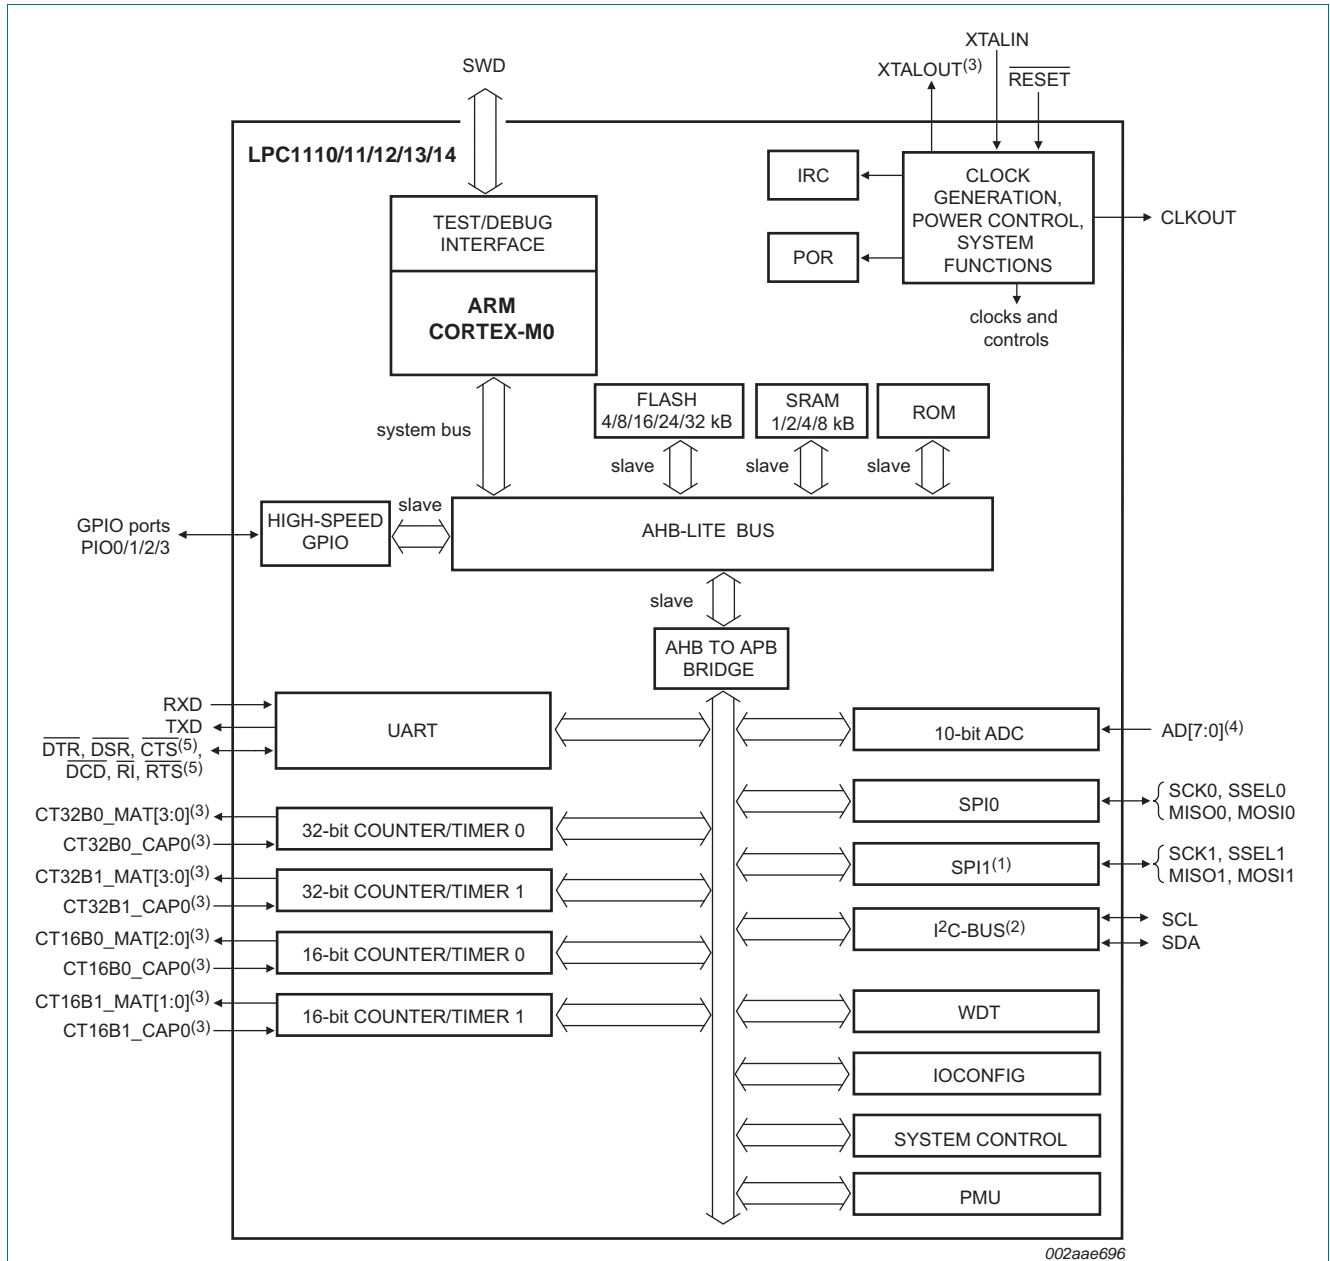 XTALIN
SWD
XTALOUT(3)
RESET
LPC1110/11/12/13/14
IRC
CLOCK
GENERATION,
POWER CONTROL,
SYSTEM
FUNCTIONS
CLKOUT
TEST/DEBUG
INTERFACE
POR
ARM
CORTEX-M0
clocks and
controls
FLASH
4/8/16/24/32 kB
SRAM
1/2/4/8 kB
ROM
system bus
slave
slave
slave
slave
GPIO ports
PIO0/1/2/3
HIGH-SPEED
GPIO
AHB-LITE BUS
slave
AHB TO APB
BRIDGE
RXD
TXD
DTR, DSR, CTS(5),
DCD, RI, RTS(5)
UART
10-bit ADC
AD[7:0](4)
CT32B0_MAT[3:0](3)
CT32B0_CAP0(3)
32-bit COUNTER/TIMER 0
SPI0
SCK0, SSEL0
MISO0, MOSI0
CT32B1_MAT[3:0](3)
CT32B1_CAP0(3)
32-bit COUNTER/TIMER 1
SPI1(1)
SCK1, SSEL1
MISO1, MOSI1
CT16B0_MAT[2:0](3)
CT16B0_CAP0(3)
16-bit COUNTER/TIMER 0
I2C-BUS(2)
SCL
SDA
CT16B1_MAT[1:0](3)
CT16B1_CAP0(3)
16-bit COUNTER/TIMER 1
WDT
IOCONFIG
SYSTEM CONTROL
PMU
002aae696